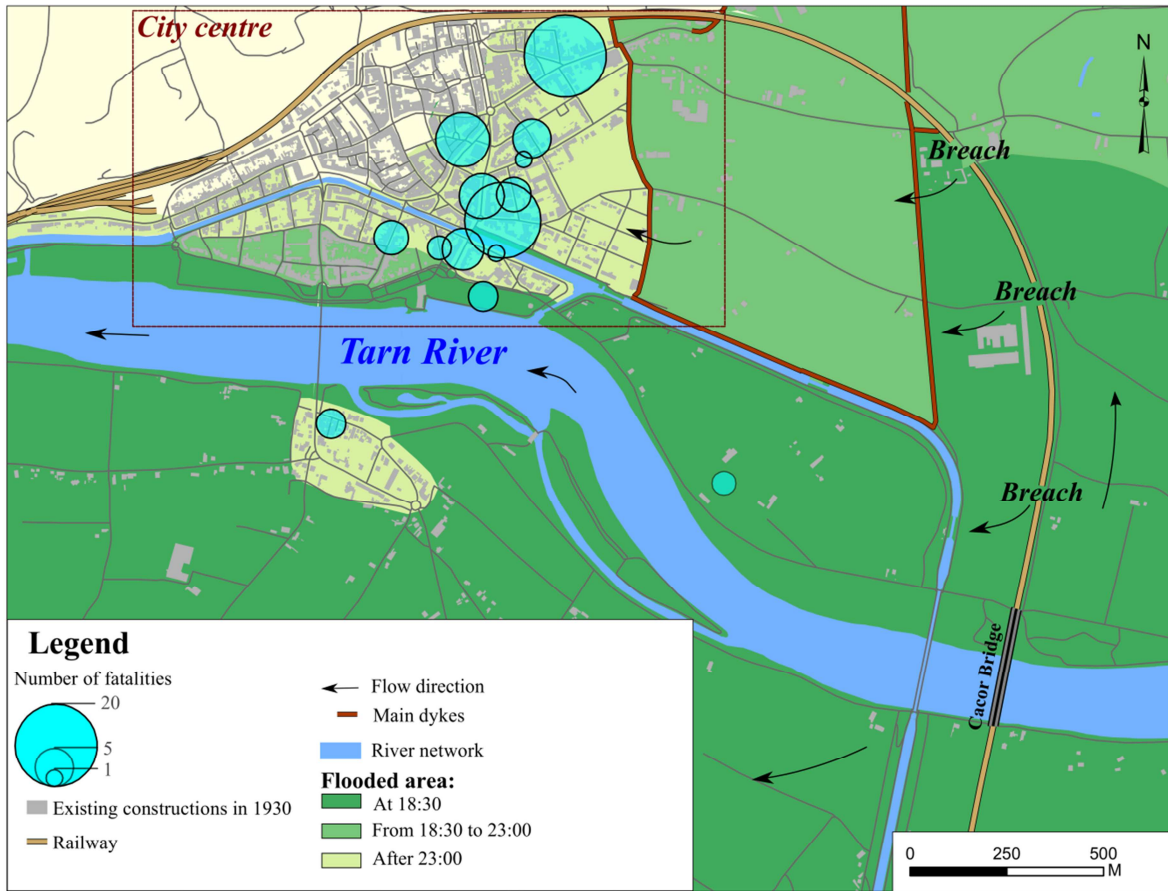 City centre
N
Breach
Breach
Tarn River
Breach
Cacor Bridge
Legend
Number of fatalities
20
5
1
Existing constructions in 1930
Railway
Flow direction
Main dykes
River network
Flooded area:
At 18:30
From 18:30 to 23:00
After 23:00
0 250 500
M